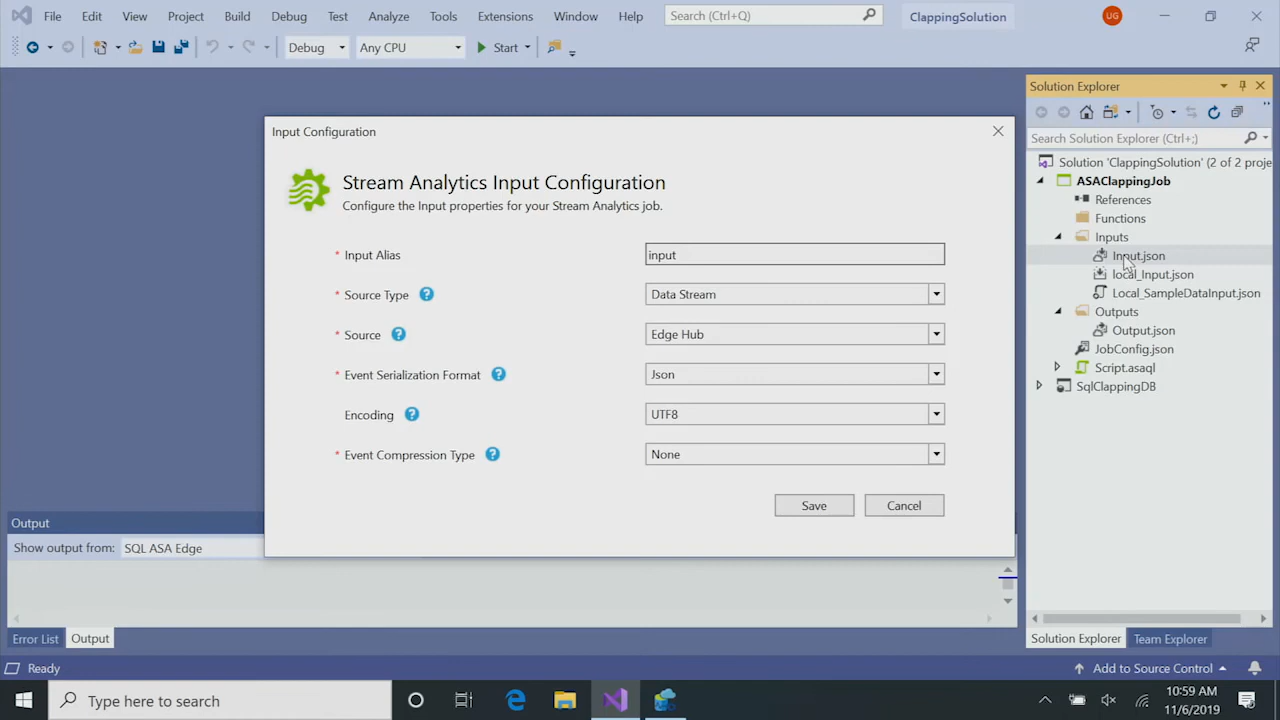 File Edit View Project Build Debug Test Analyze Tools Extensions Window Help Search (Ctrl+Q) ClappingSolution UG
Debug Any CPU Start
Solution Explorer
Search Solution Explorer (Ctrl+;)
Solution 'ClappingSolution' (2 of 2 proje
ASAClappingJob
References
Functions
Inputs
Input.json
local_Input.json
Local_SampleDataInput.json
Outputs
Output.json
JobConfig.json
Script.asaql
SqlClappingDB
Input Configuration
Stream Analytics Input Configuration
Configure the Input properties for your Stream Analytics job.
* Input Alias input
* Source Type ? Data Stream
* Source ? Edge Hub
* Event Serialization Format ? Json
Encoding ? UTF8
* Event Compression Type ? None
Save Cancel
Output
Show output from: SQL ASA Edge
Error List Output
Solution Explorer Team Explorer
Ready Add to Source Control
Type here to search
10:59 AM
11/6/2019